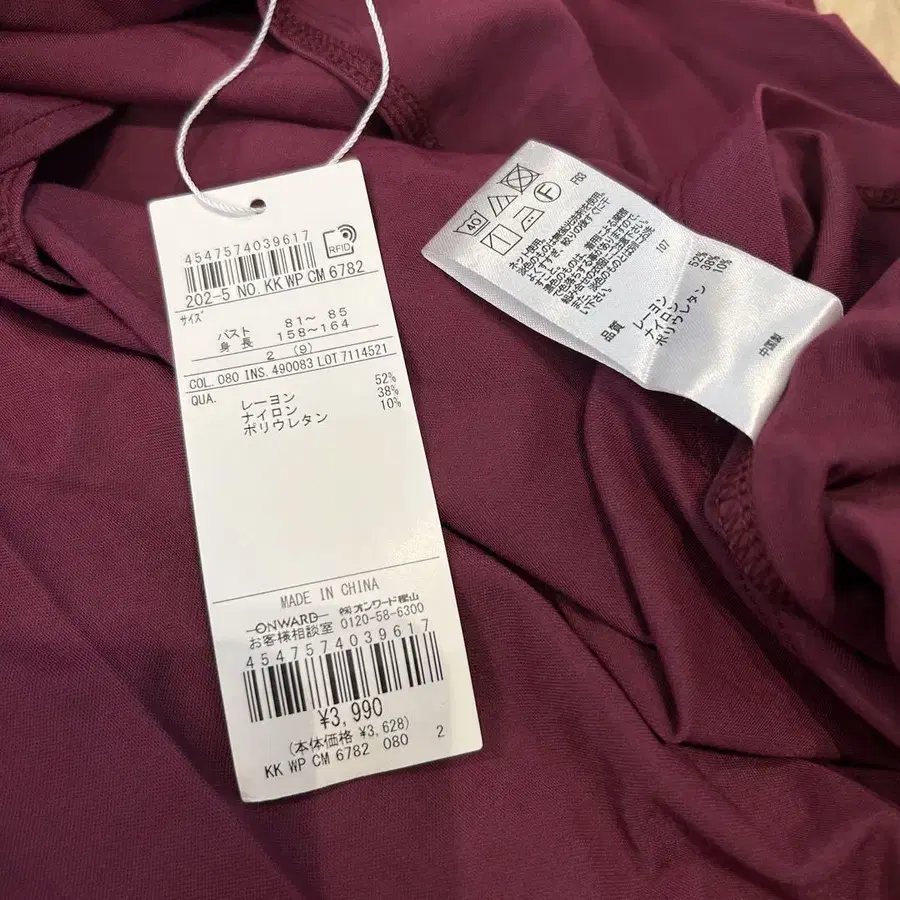 4547574039617
RFID
202-5 NO. KK WP CM 6782
サイズ
バスト 81～ 85
身長 158～164
2 (9)
COL. 080 INS. 490083 LOT 7114521
QUA.
レーヨン 52%
ナイロン 38%
ポリウレタン 10%
MADE IN CHINA
ONWARD ㈱オンワード樫山
お客様相談室 0120-58-6300
4547574039617
¥3,990
(本体価格 ¥3,628)
KK WP CM 6782 080 2
40
F
F63
ネット使用。
107
品質
レーヨン 52%
ナイロン 38%
ポリウレタン 10%
中国製